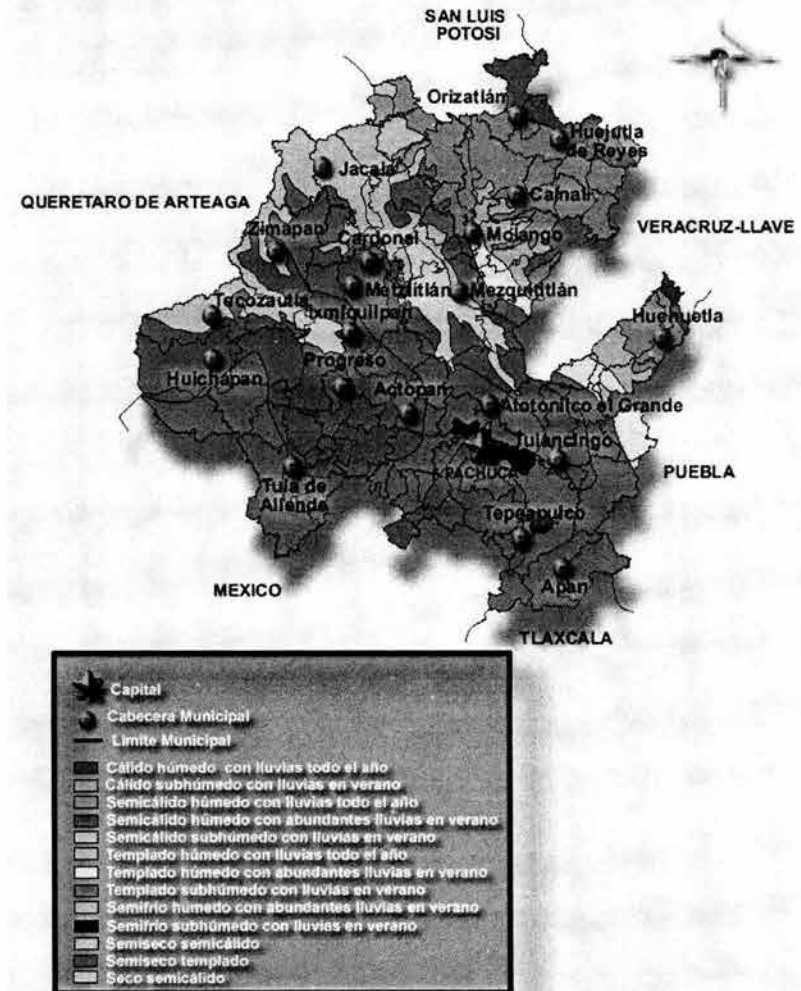 SAN LUIS
POTOSI
Orizatlán
Huejutla
de Reyes
Jacala
QUERETARO DE ARTEAGA
Calnali
Molango
VERACRUZ-LLAVE
Zimapan
Cardonal
Metztitlán
Mezquititlán
Tecozautla
Ixmiquilpan
Huehuetla
Huichapan
Progreso
Actopan
Atotonilco el Grande
Tulancingo
PACHUCA
PUEBLA
Tula de
Allende
Tepeapulco
MEXICO
Apan
TLAXCALA
Capital
Cabecera Municipal
Limite Municipal
Cálido húmedo con lluvias todo el año
Cálido subhúmedo con lluvias en verano
Semicálido húmedo con lluvias todo el año
Semicálido húmedo con abundantes lluvias en verano
Semicálido subhúmedo con lluvias en verano
Templado húmedo con lluvias todo el año
Templado húmedo con abundantes lluvias en verano
Templado subhúmedo con lluvias en verano
Semifrio humedo con abundantes lluvias en verano
Semifrio subhúmedo con lluvias en verano
Semiseco semicálido
Semiseco templado
Seco semicálido